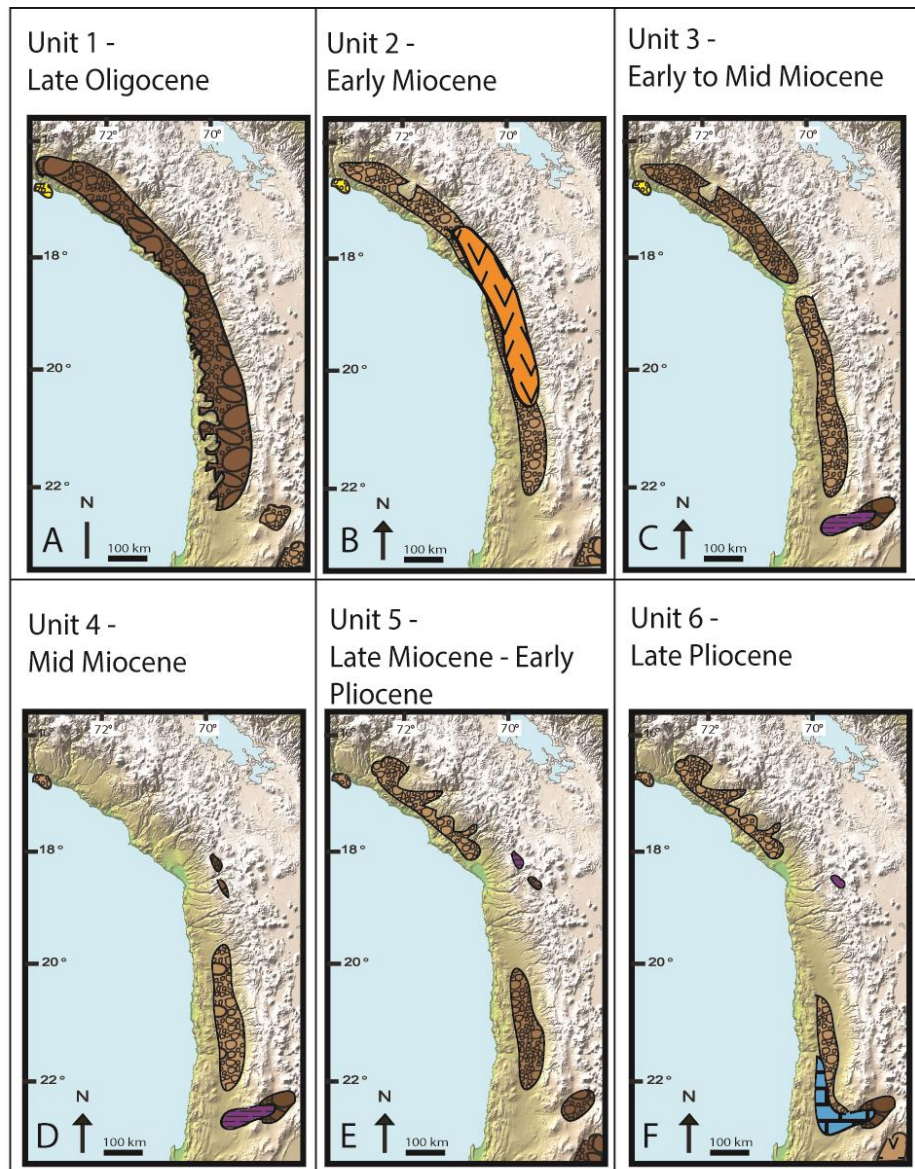 Unit 1 -
Late Oligocene
72°
70°
18°
20°
22°
N
A
100 km
Unit 2 -
Early Miocene
72°
70°
18°
20°
22°
N
B
100 km
Unit 3 -
Early to Mid Miocene
72°
70°
18°
20°
22°
N
C
100 km
Unit 4 -
Mid Miocene
72°
70°
16°
18°
20°
22°
N
D
100 km
Unit 5 -
Late Miocene - Early
Pliocene
72°
70°
16°
18°
20°
22°
N
E
100 km
Unit 6 -
Late Pliocene
72°
70°
16°
18°
20°
22°
N
F
100 km
V